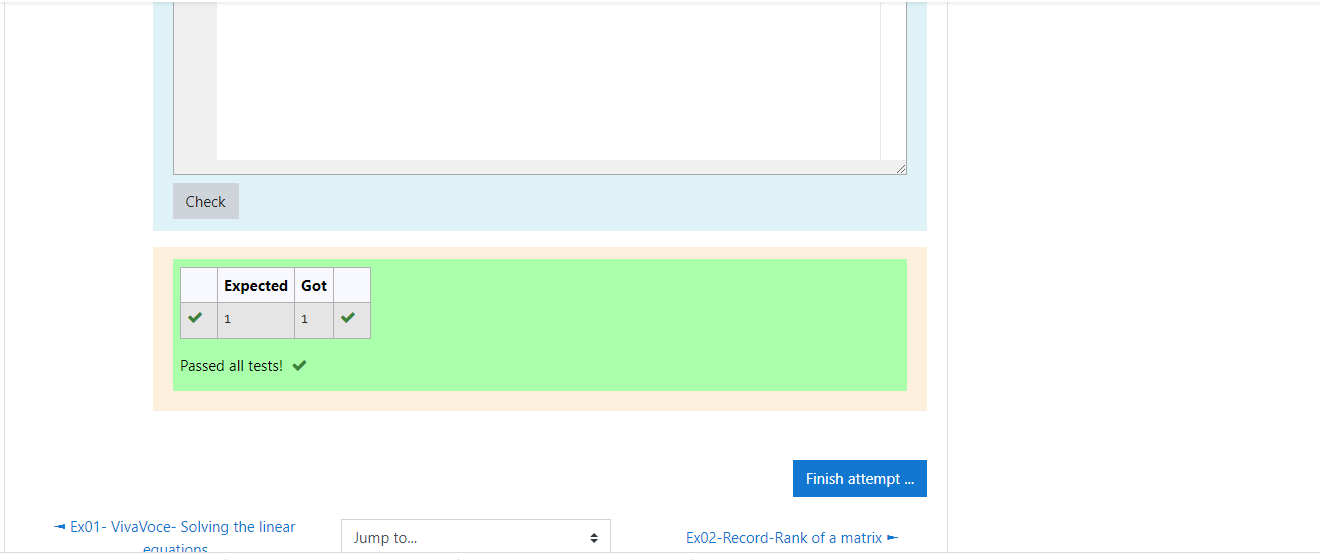 Check
Expected Got
1 1
Passed all tests!
Finish attempt ...
Ex01- VivaVoce- Solving the linear
equations
Jump to...
Ex02-Record-Rank of a matrix